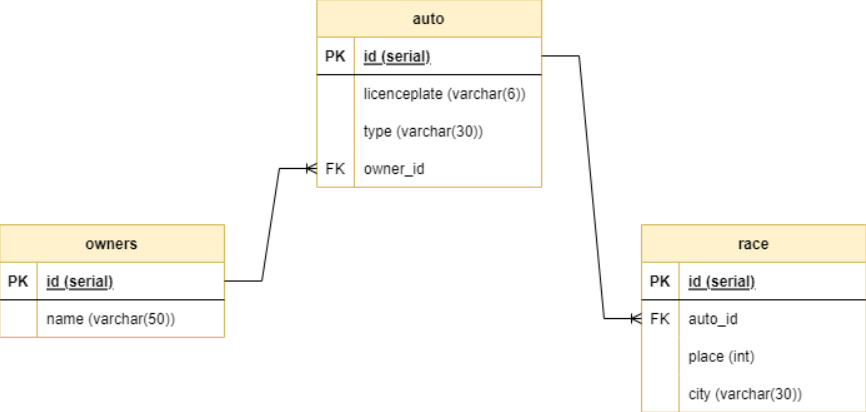 auto
PK id (serial)
licenceplate (varchar(6))
type (varchar(30))
FK owner_id
owners
PK id (serial)
name (varchar(50))
race
PK id (serial)
FK auto_id
place (int)
city (varchar(30))